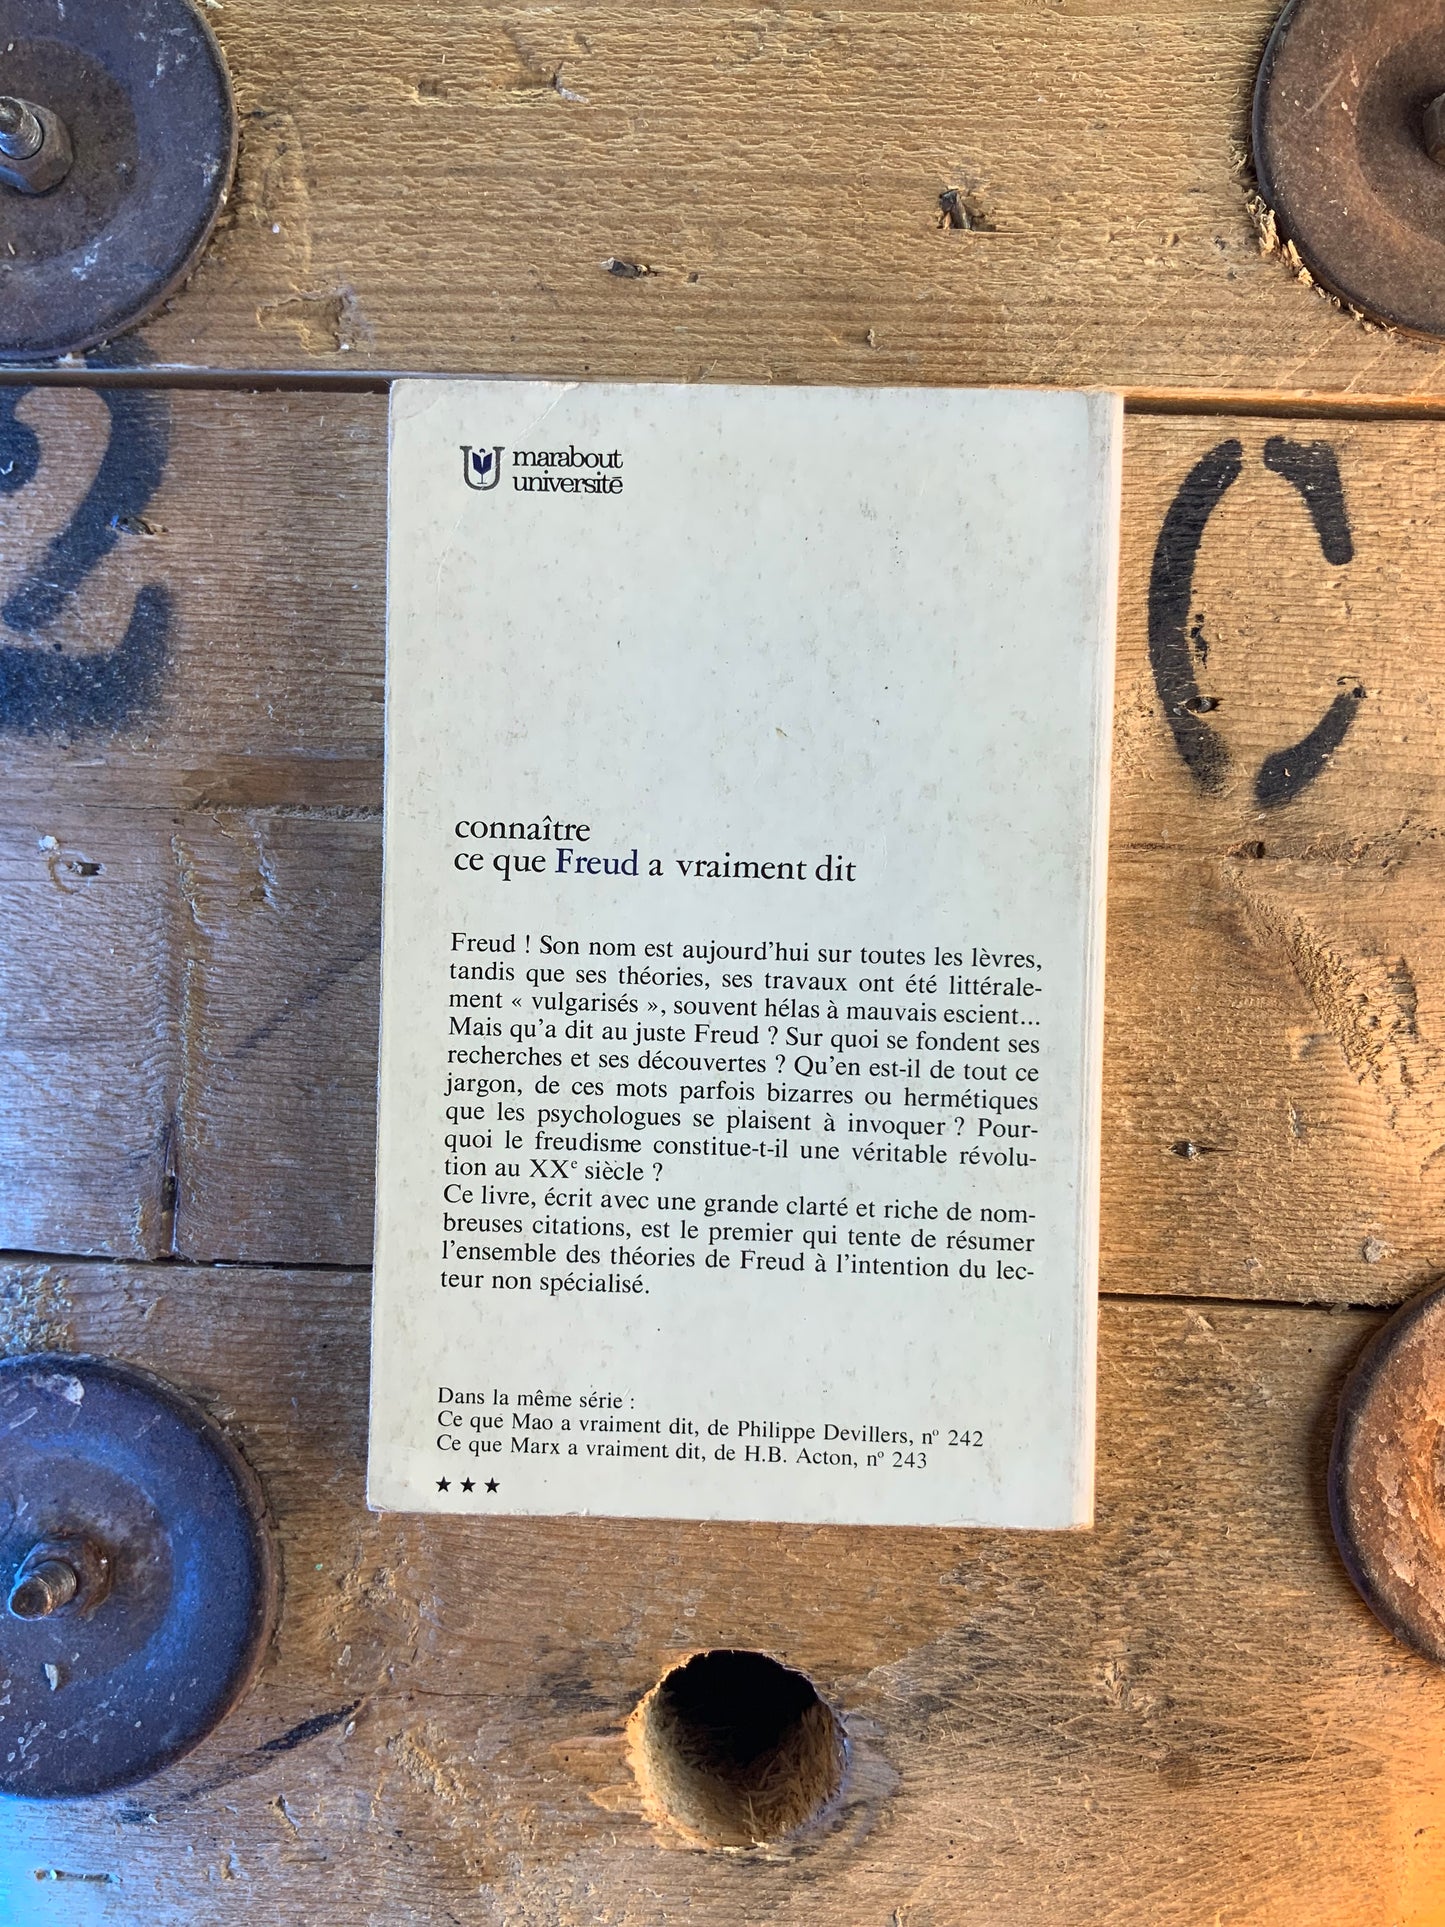 2
C
marabout
université
connaître
ce que Freud a vraiment dit
Freud ! Son nom est aujourd'hui sur toutes les lèvres,
tandis que ses théories, ses travaux ont été littérale-
ment « vulgarisés », souvent hélas à mauvais escient...
Mais qu'a dit au juste Freud ? Sur quoi se fondent ses
recherches et ses découvertes ? Qu'en est-il de tout ce
jargon, de ces mots parfois bizarres ou hermétiques
que les psychologues se plaisent à invoquer ? Pour-
quoi le freudisme constitue-t-il une véritable révolu-
tion au XXe siècle ?
Ce livre, écrit avec une grande clarté et riche de nom-
breuses citations, est le premier qui tente de résumer
l'ensemble des théories de Freud à l'intention du lec-
teur non spécialisé.
Dans la même série :
Ce que Mao a vraiment dit, de Philippe Devillers, nº 242
Ce que Marx a vraiment dit, de H.B. Acton, nº 243
★ ★ ★